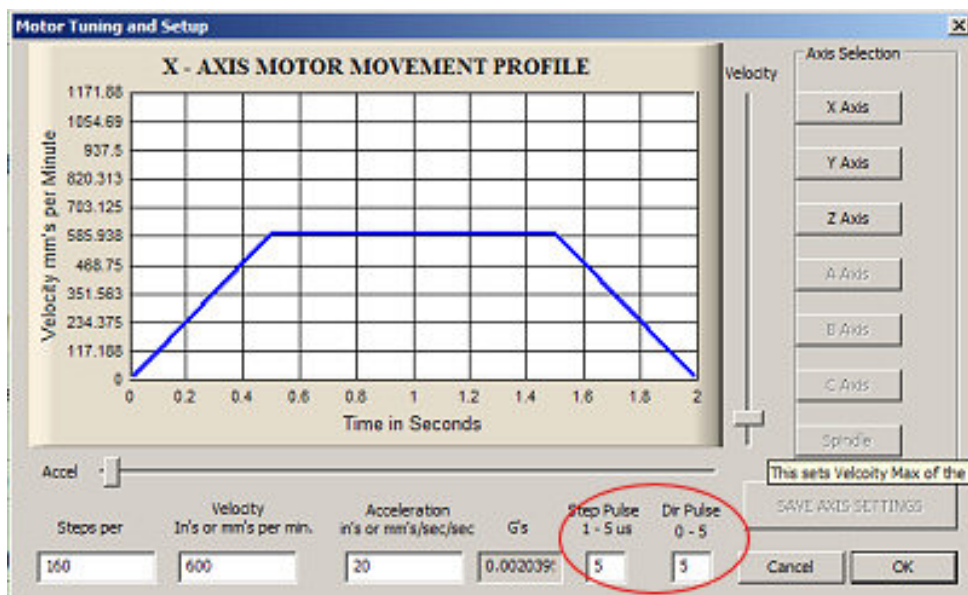 Motor Tuning and Setup
X - AXIS MOTOR MOVEMENT PROFILE
Velocity mm's per Minute
1171.88
1054.69
937.5
820.313
703.125
585.938
468.75
351.563
234.375
117.188
0
0 0.2 0.4 0.6 0.8 1 1.2 1.4 1.6 1.8 2
Time in Seconds
Velocity
Axis Selection
X Axis
Y Axis
Z Axis
A Axis
B Axis
C Axis
Spindle
This sets Velcoity Max of the
SAVE AXIS SETTINGS
Accel
Steps per
160
Velocity
In's or mm's per min.
600
Acceleration
in's or mm's/sec/sec
20
G's
0.002039
Step Pulse
1 - 5 us
5
Dir Pulse
0 - 5
5
Cancel
OK